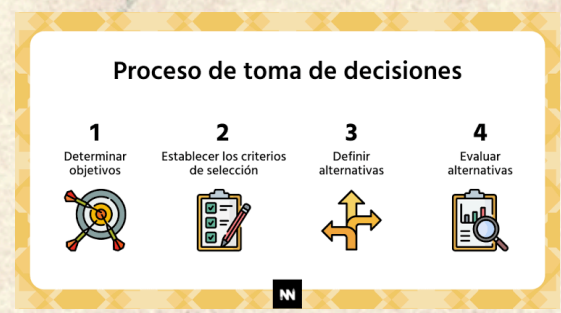 Proceso de toma de decisiones
1
Determinar
objetivos
2
Establecer los criterios
de selección
3
Definir
alternativas
4
Evaluar
alternativas
NN